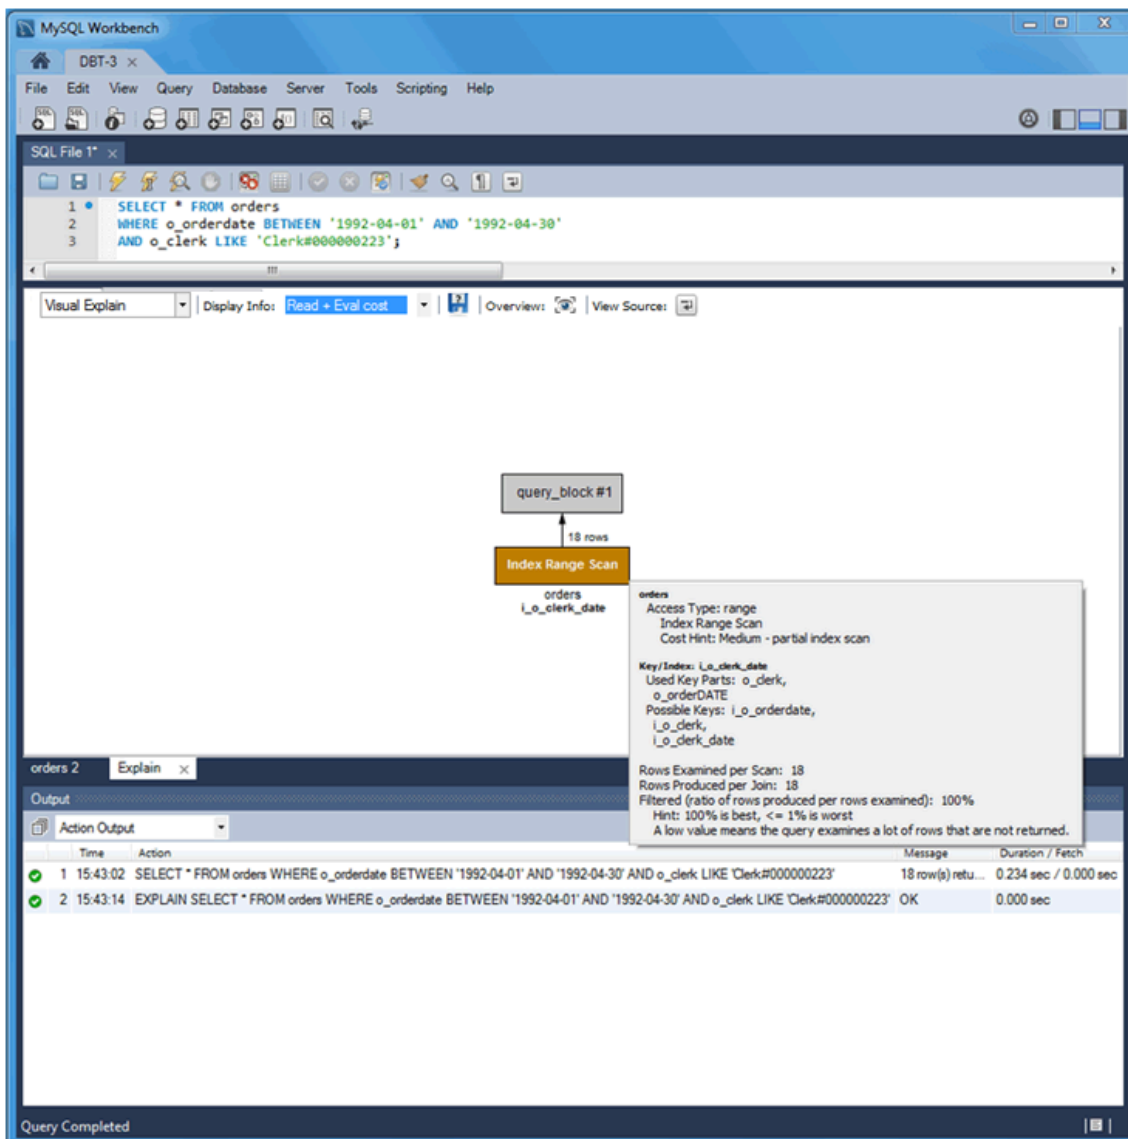 MySQL Workbench
DBT-3
File Edit View Query Database Server Tools Scripting Help
SQL File 1*
1 SELECT * FROM orders
2 WHERE o_orderdate BETWEEN '1992-04-01' AND '1992-04-30'
3 AND o_clerk LIKE 'Clerk#000000223';
Visual Explain Display Info: Read + Eval cost Overview: View Source:
query_block #1
18 rows
Index Range Scan
orders
i_o_clerk_date
orders
Access Type: range
Index Range Scan
Cost Hint: Medium - partial index scan
Key/Index: i_o_clerk_date
Used Key Parts: o_clerk,
o_orderDATE
Possible Keys: i_o_orderdate,
i_o_clerk,
i_o_clerk_date
Rows Examined per Scan: 18
Rows Produced per Join: 18
Filtered (ratio of rows produced per rows examined): 100%
Hint: 100% is best, <= 1% is worst
A low value means the query examines a lot of rows that are not returned.
orders 2 Explain
Output
Action Output
Time Action Message Duration / Fetch
1 15:43:02 SELECT * FROM orders WHERE o_orderdate BETWEEN '1992-04-01' AND '1992-04-30' AND o_clerk LIKE 'Clerk#000000223' 18 row(s) retu... 0.234 sec / 0.000 sec
2 15:43:14 EXPLAIN SELECT * FROM orders WHERE o_orderdate BETWEEN '1992-04-01' AND '1992-04-30' AND o_clerk LIKE 'Clerk#000000223' OK 0.000 sec
Query Completed